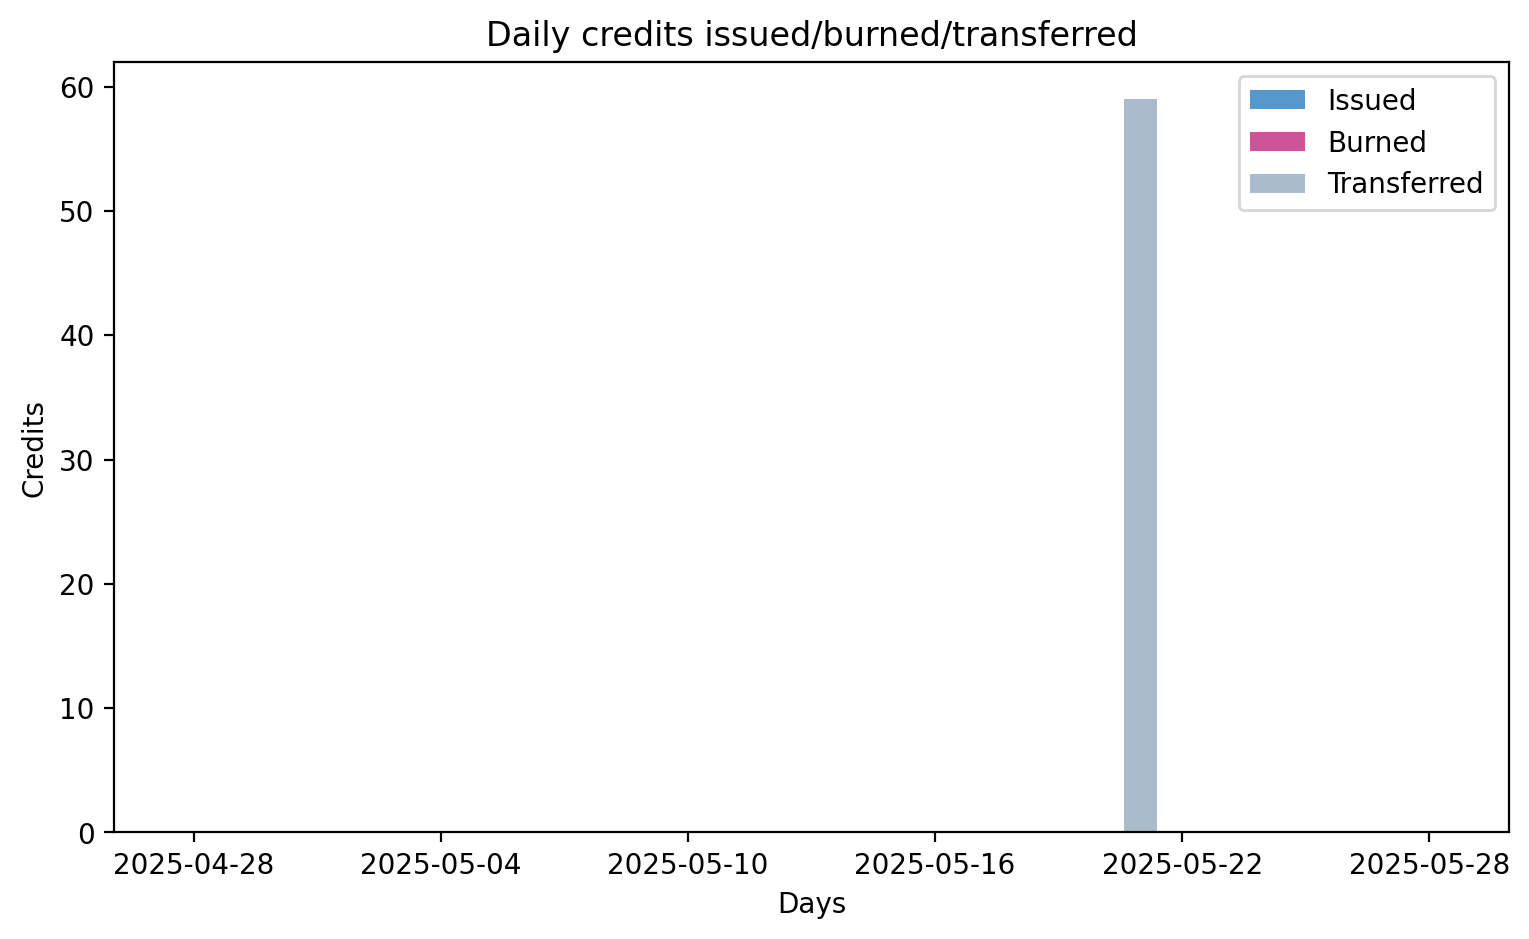 Daily credits issued/burned/transferred
60
50
40
30
20
10
0
Credits
Issued
Burned
Transferred
2025-04-28
2025-05-04
2025-05-10
2025-05-16
2025-05-22
2025-05-28
Days